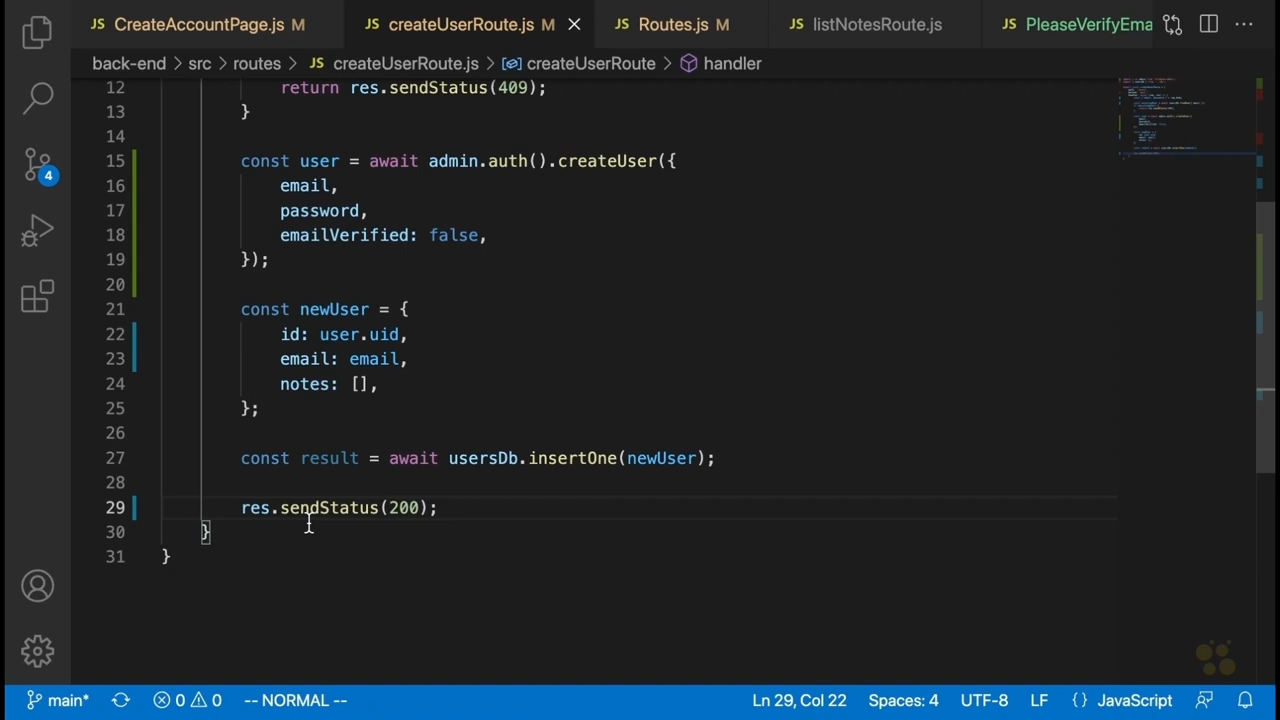 JS CreateAccountPage.js M JS createUserRoute.js M JS Routes.js M JS listNotesRoute.js JS PleaseVerifyEma
back-end > src > routes > JS createUserRoute.js > createUserRoute > handler
12 return res.sendStatus(409);
13 }
14
15 const user = await admin.auth().createUser({
16 email,
17 password,
18 emailVerified: false,
19 });
20
21 const newUser = {
22 id: user.uid,
23 email: email,
24 notes: [],
25 };
26
27 const result = await usersDb.insertOne(newUser);
28
29 res.sendStatus(200);
30 }
31 }
4
main* 0 0 -- NORMAL -- Ln 29, Col 22 Spaces: 4 UTF-8 LF {} JavaScript